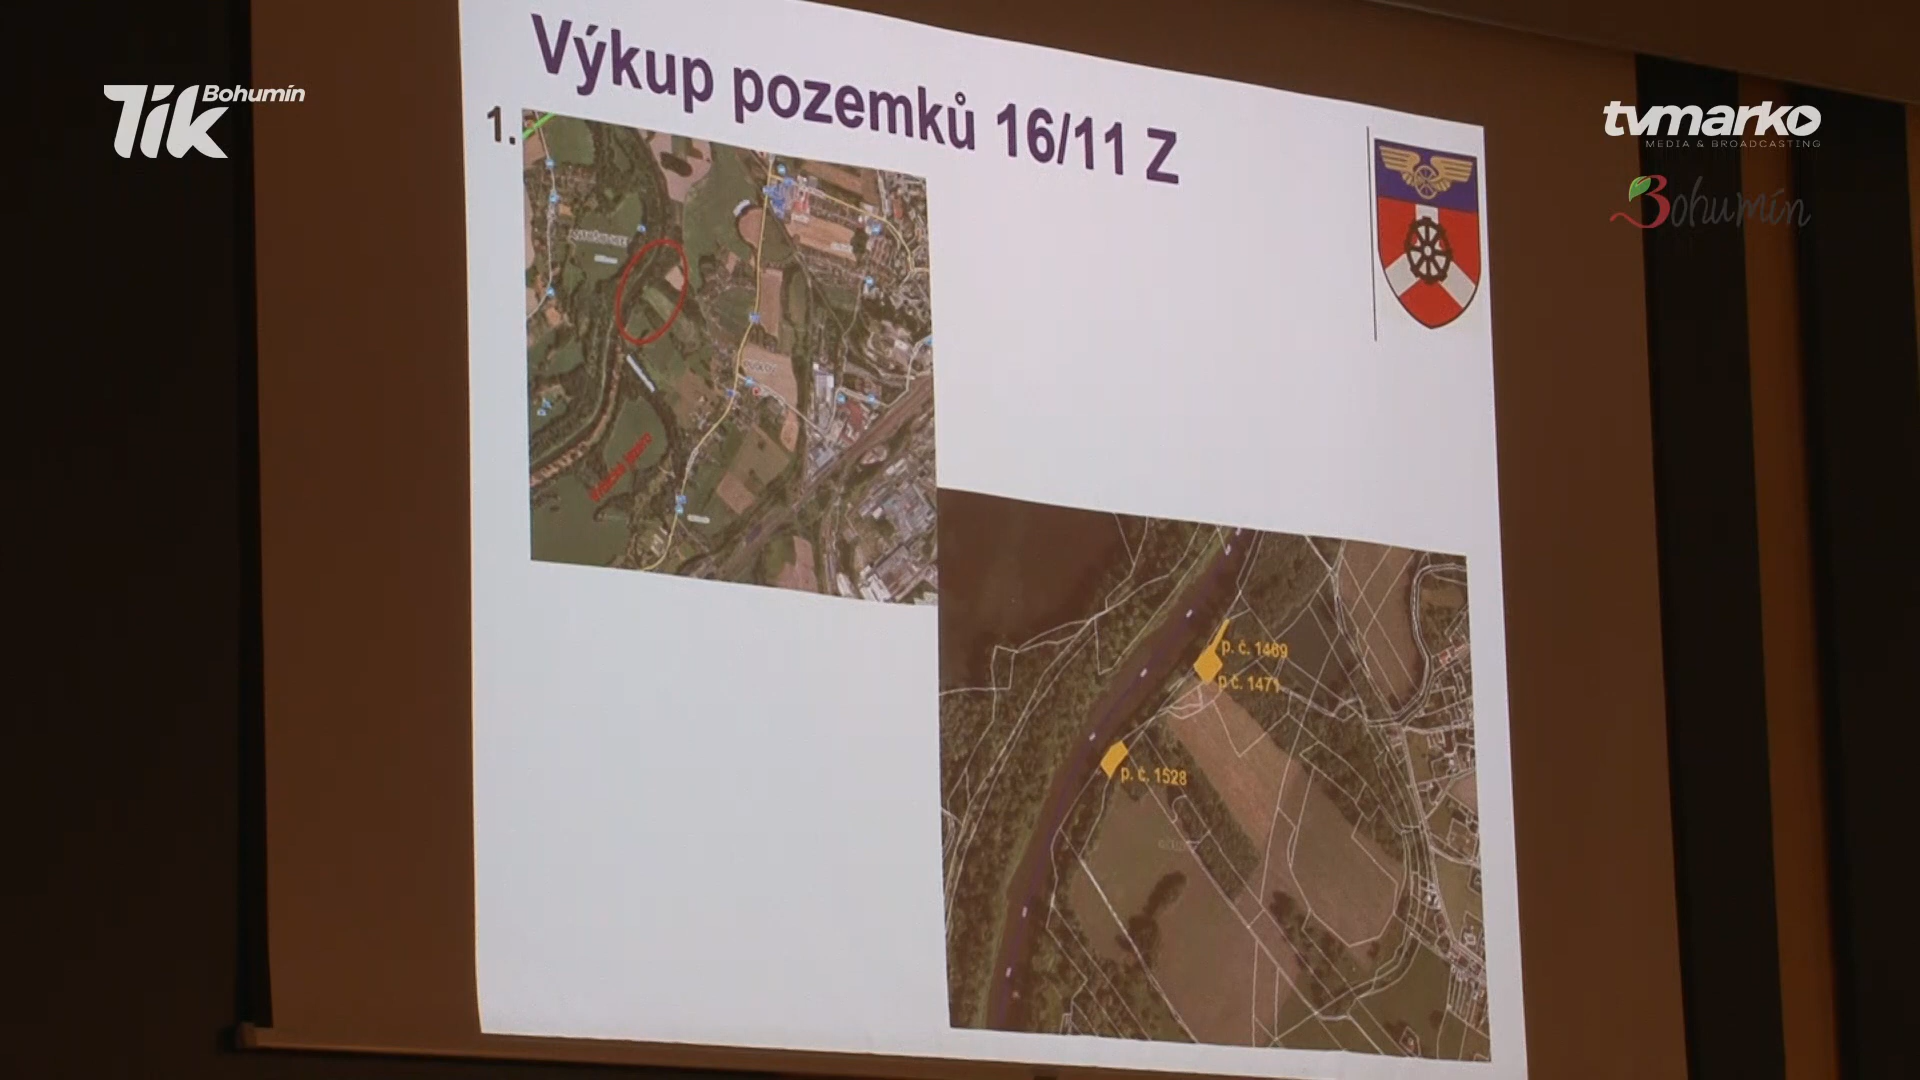 Tik Bohumín
tvmarko
MEDIA & BROADCASTING
Bohumín
Výkup pozemků 16/11 Z
1.
p. č. 1469
p č. 1471
p. č. 1528